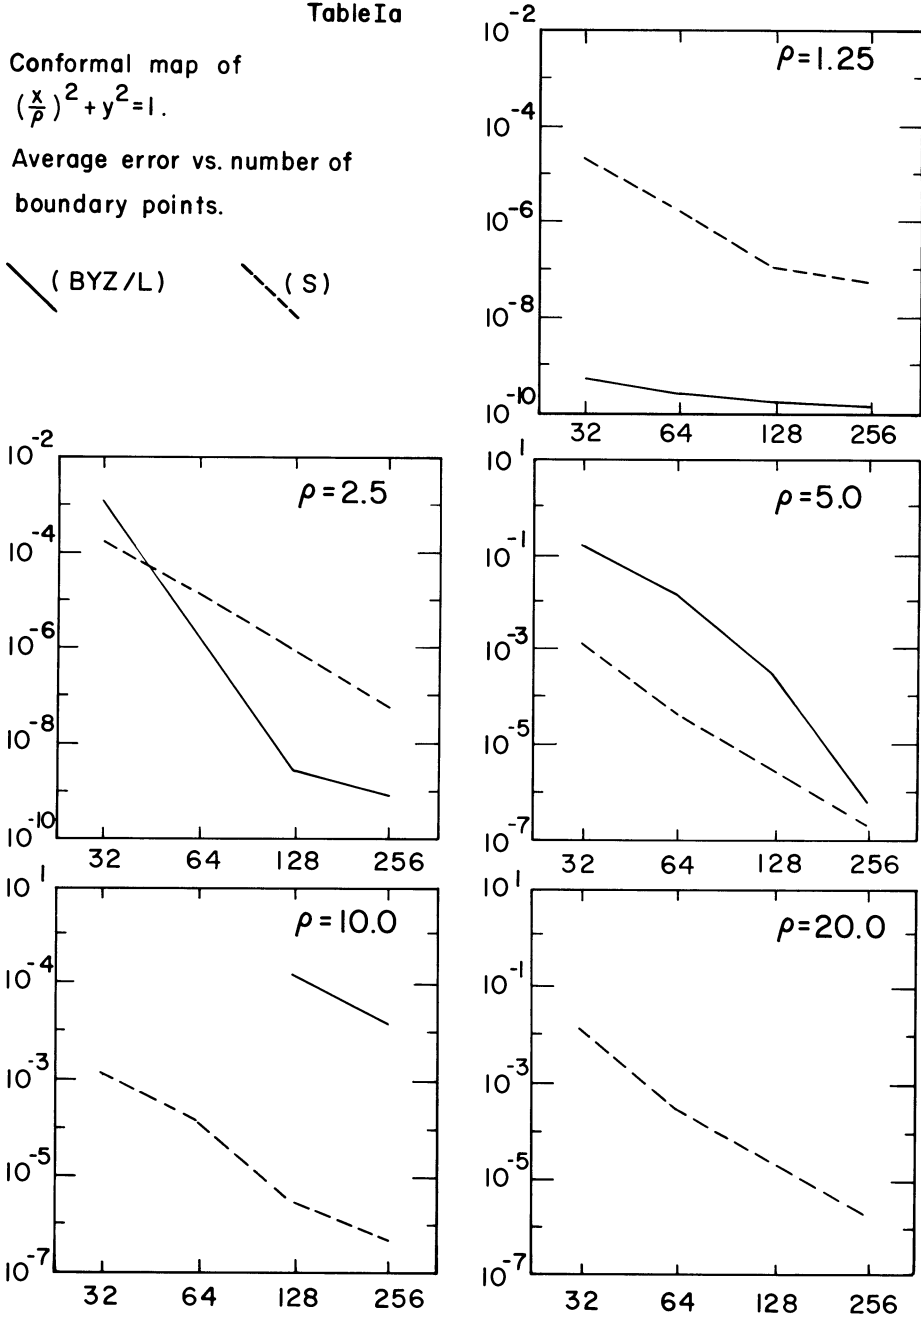 Table Ia
Conformal map of
(x/ρ)² + y² = 1.
Average error vs. number of
boundary points.
(BYZ/L) (S)
ρ=1.25
10⁻²
10⁻⁴
10⁻⁶
10⁻⁸
10⁻¹⁰
32 64 128 256
ρ=2.5
10⁻²
10⁻⁴
10⁻⁶
10⁻⁸
10⁻¹⁰
32 64 128 256
ρ=5.0
10¹
10⁻¹
10⁻³
10⁻⁵
10⁻⁷
32 64 128 256
ρ=10.0
10¹
10⁻⁴
10⁻³
10⁻⁵
10⁻⁷
32 64 128 256
ρ=20.0
10¹
10⁻¹
10⁻³
10⁻⁵
10⁻⁷
32 64 128 256